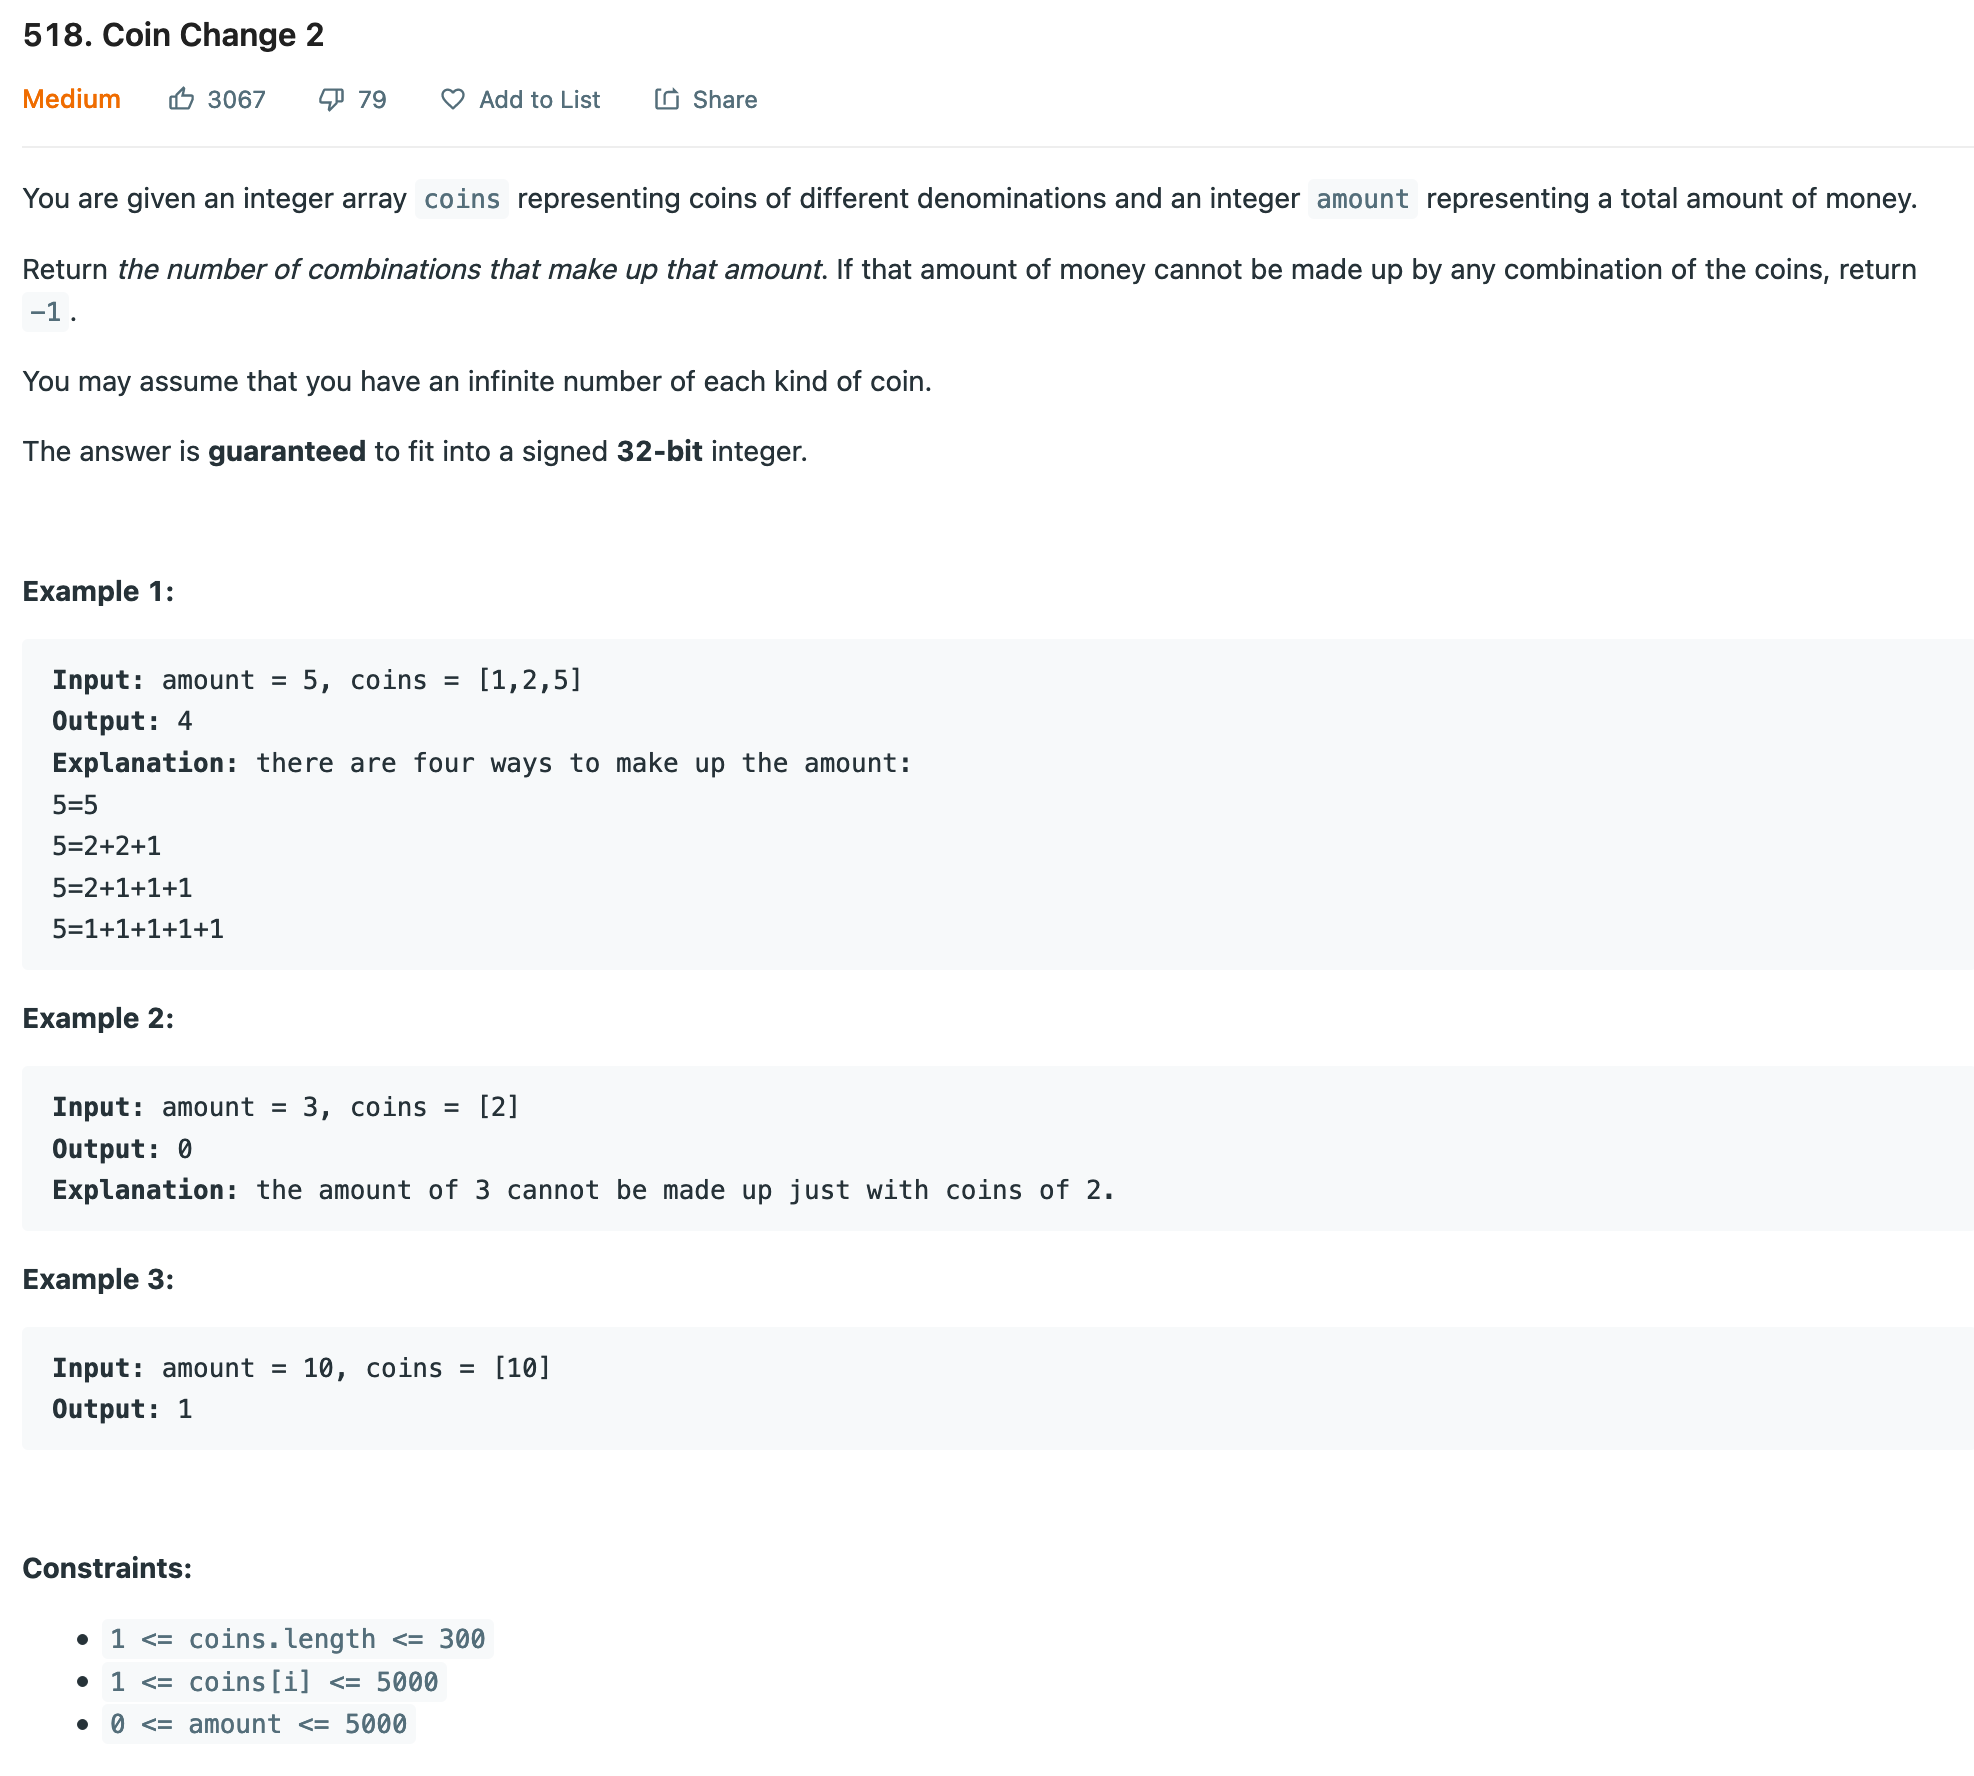 518. Coin Change 2
Medium 3067 79 Add to List Share
You are given an integer array coins representing coins of different denominations and an integer amount representing a total amount of money.
Return the number of combinations that make up that amount. If that amount of money cannot be made up by any combination of the coins, return
-1.
You may assume that you have an infinite number of each kind of coin.
The answer is guaranteed to fit into a signed 32-bit integer.
Example 1:
Input: amount = 5, coins = [1,2,5]
Output: 4
Explanation: there are four ways to make up the amount:
5=5
5=2+2+1
5=2+1+1+1
5=1+1+1+1+1
Example 2:
Input: amount = 3, coins = [2]
Output: 0
Explanation: the amount of 3 cannot be made up just with coins of 2.
Example 3:
Input: amount = 10, coins = [10]
Output: 1
Constraints:
• 1 <= coins.length <= 300
• 1 <= coins[i] <= 5000
• 0 <= amount <= 5000